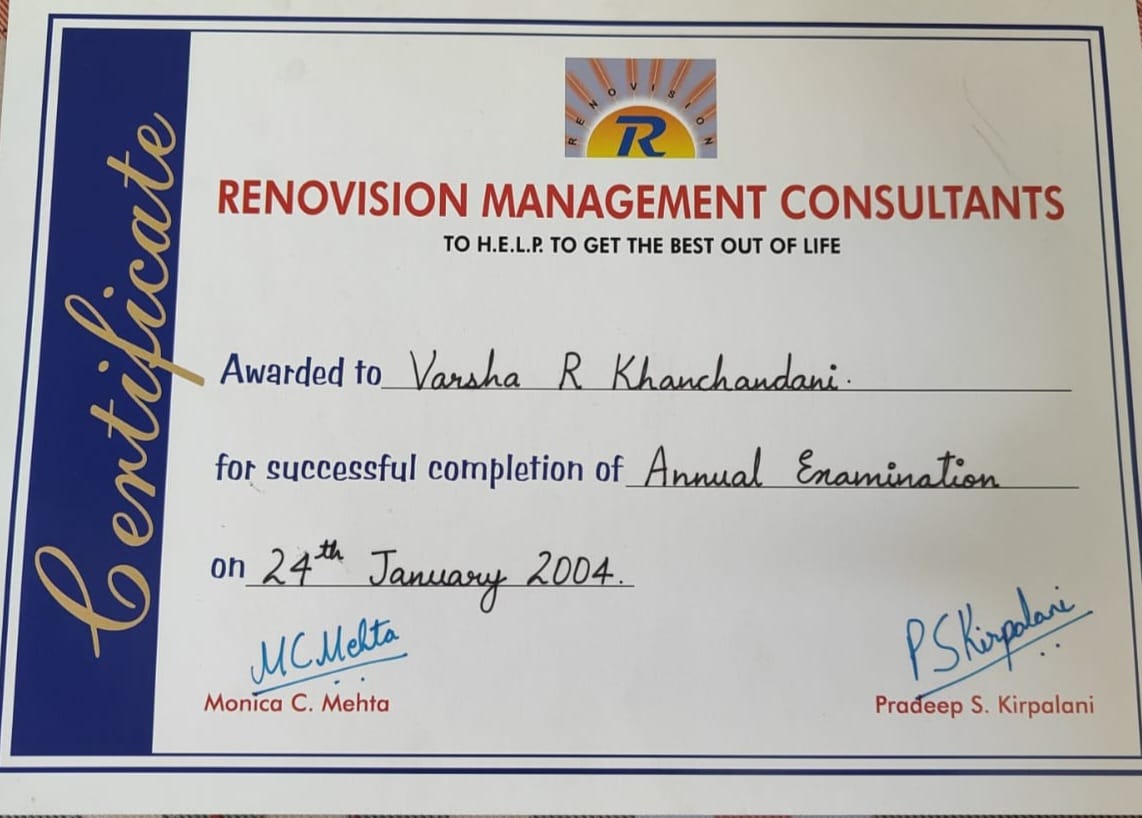 Certificate
RENOVISION
R
RENOVISION MANAGEMENT CONSULTANTS
TO H.E.L.P. TO GET THE BEST OUT OF LIFE
Awarded to Varsha R Khanchandani.
for successful completion of Annual Examination
on 24th January 2004.
MCMehta
PSKirpalani
Monica C. Mehta
Pradeep S. Kirpalani